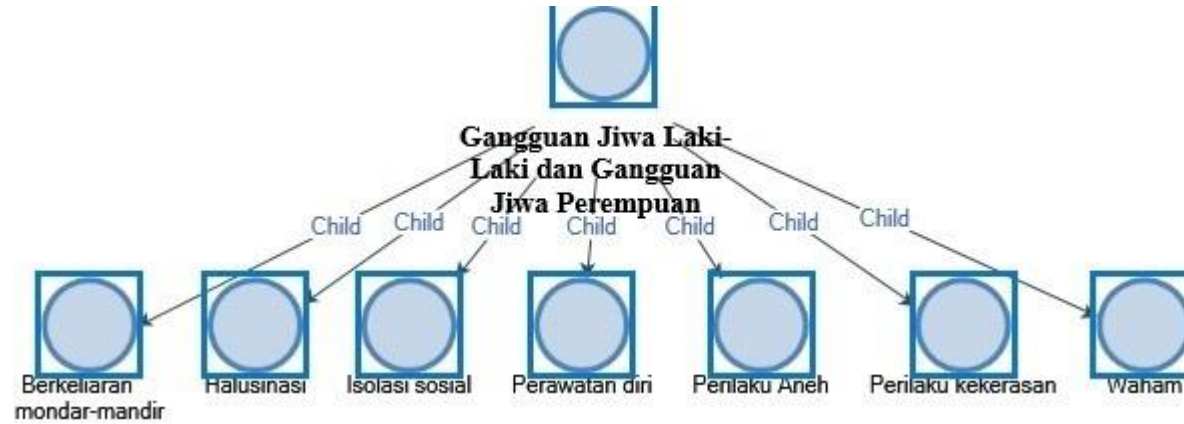 Gangguan Jiwa Laki-
Laki dan Gangguan
Jiwa Perempuan
Child Child Child Child Child Child Child
Berkeliaran Halusinasi Isolasi sosial Perawatan diri Perilaku Aneh Perilaku kekerasan Waham
mondar-mandir